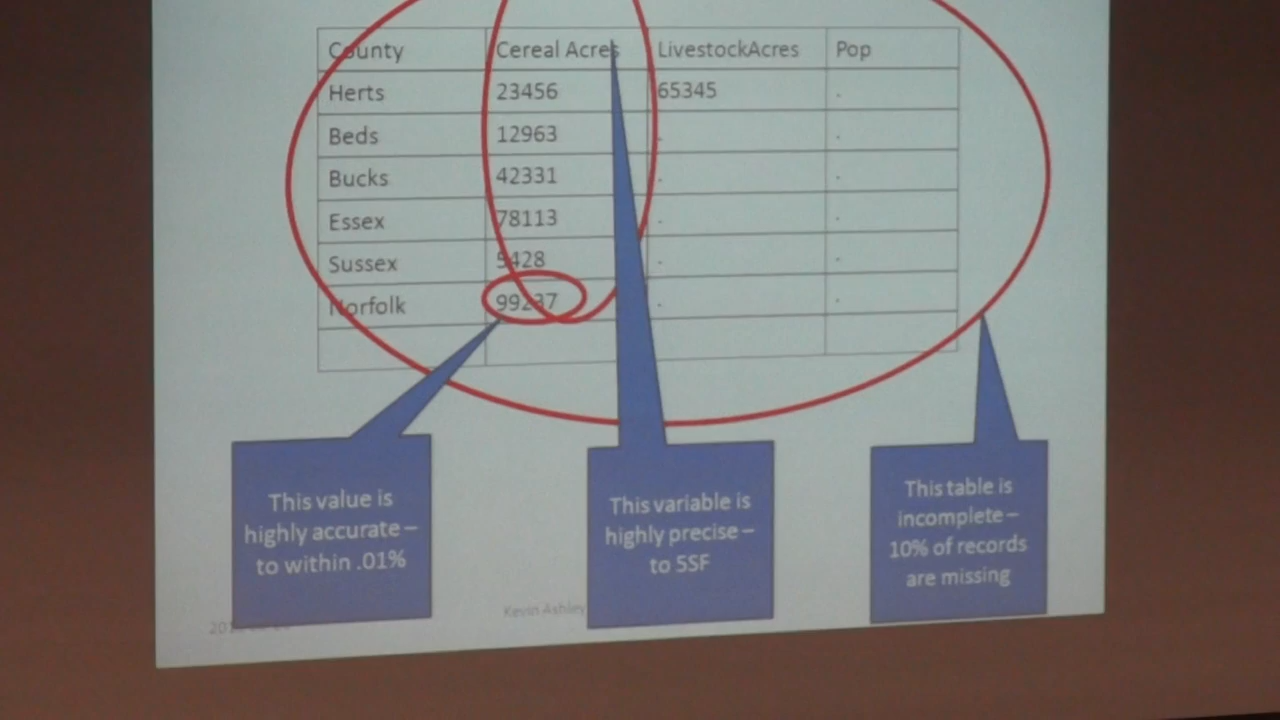 County Cereal Acres LivestockAcres Pop
Herts 23456 65345 .
Beds 12963 . .
Bucks 42331 . .
Essex 78113 . .
Sussex 5428 . .
Norfolk 99237 . .
This value is
highly accurate –
to within .01%
This variable is
highly precise –
to 5SF
This table is
incomplete –
10% of records
are missing
Kevin Ashley